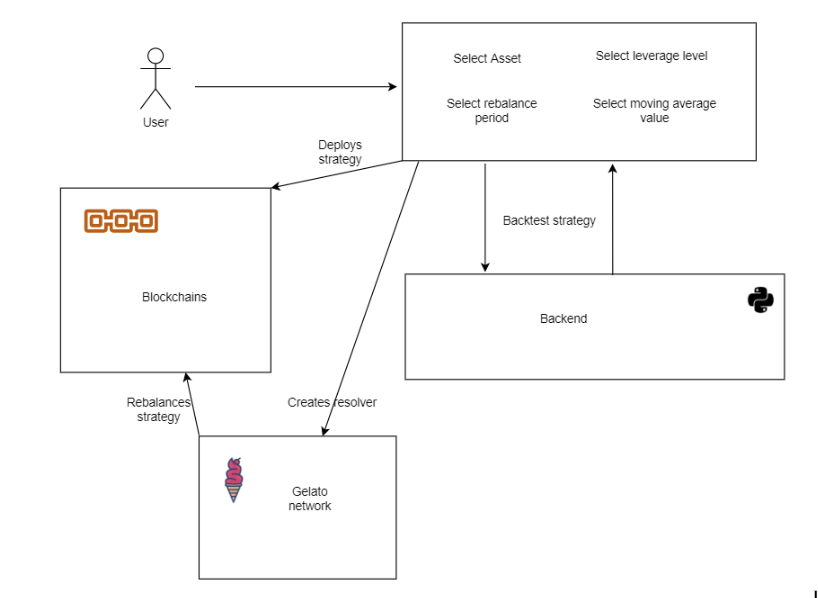 Select Asset
Select leverage level
Select rebalance
period
Select moving average
value
User
Deploys
strategy
Backtest strategy
Blockchains
Backend
Rebalances
strategy
Creates resolver
Gelato
network